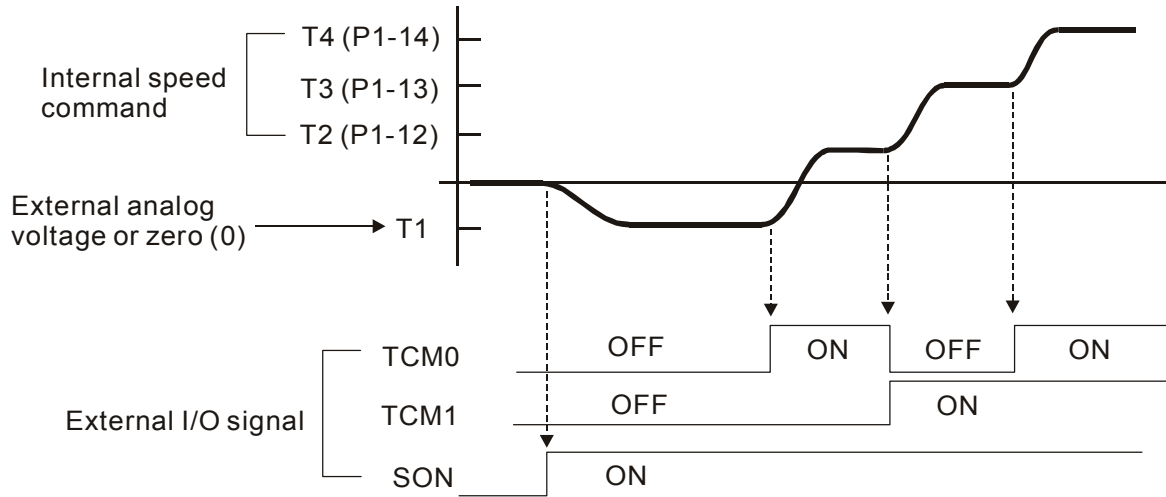 T4 (P1-14)
Internal speed
command
T3 (P1-13)
T2 (P1-12)
External analog
voltage or zero (0)
T1
TCM0
OFF
ON
OFF
ON
TCM1
OFF
ON
External I/O signal
SON
ON